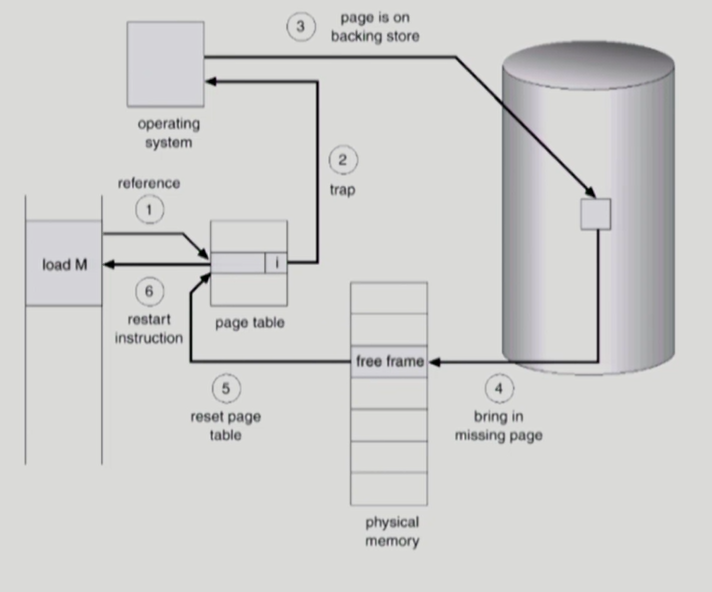 3
page is on
backing store
operating
system
2
trap
reference
1
load M
i
6
restart
instruction
page table
free frame
5
reset page
table
4
bring in
missing page
physical
memory